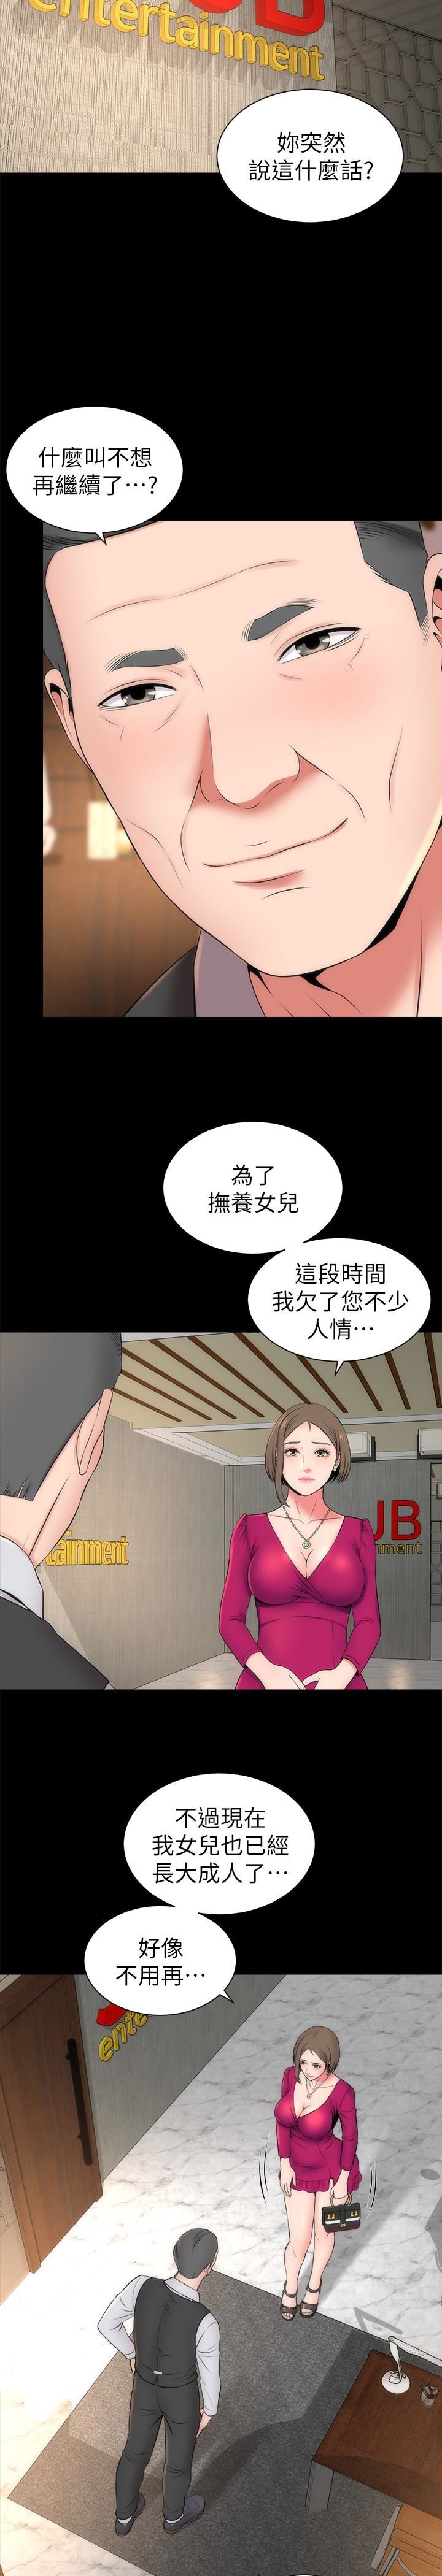 entertainment
妳突然
說這什麼話?
什麼叫不想
再繼續了…?
為了
撫養女兒
這段時間
我欠了您不少
人情…
tainment
JB
nment
不過現在
我女兒也已經
長大成人了…
好像
不用再…
ente